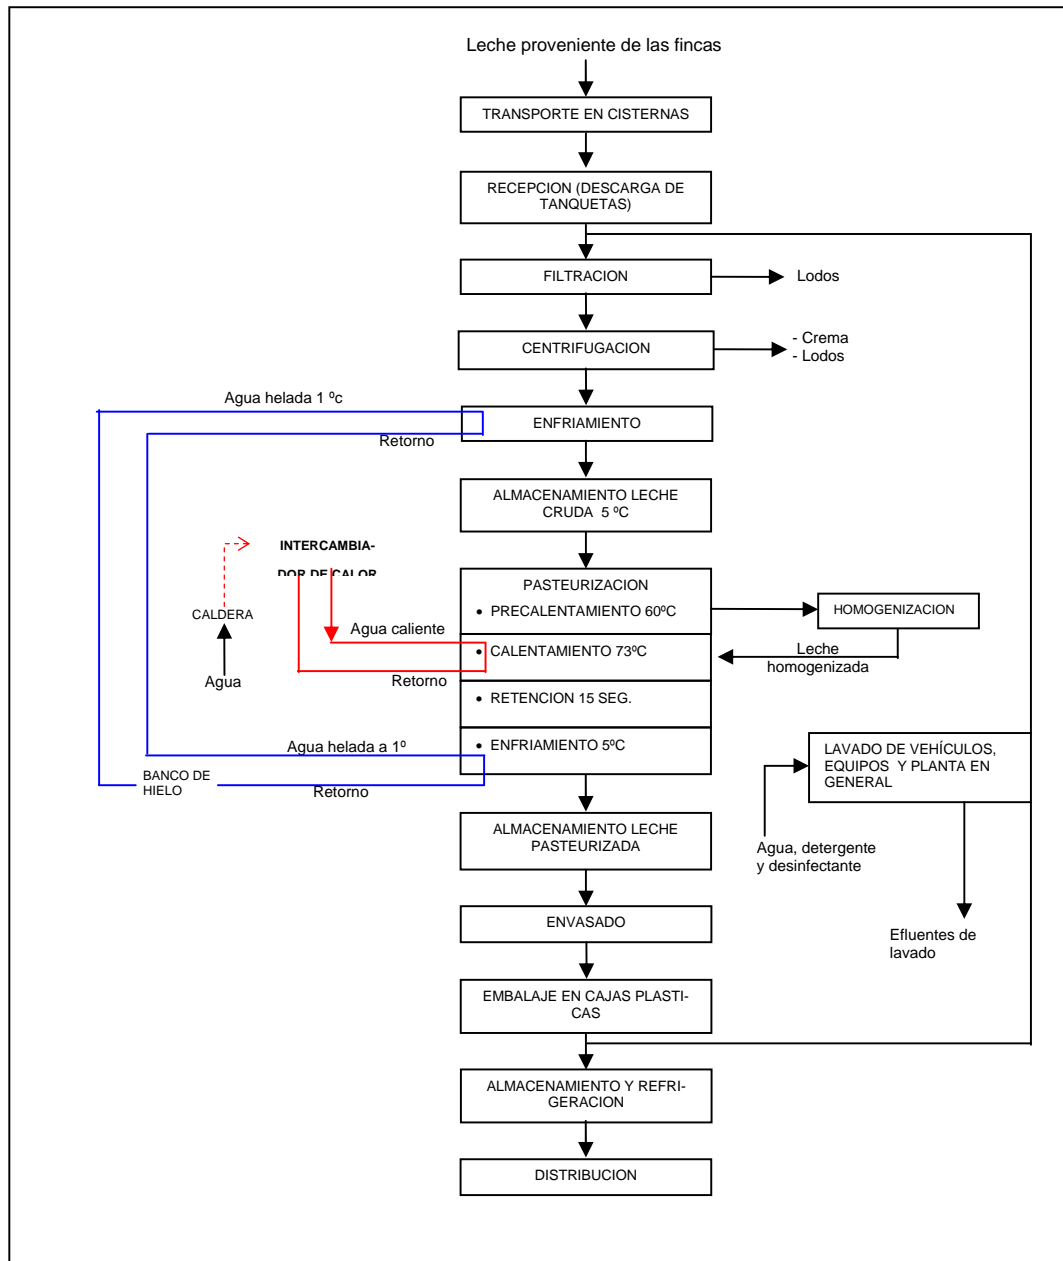 Leche proveniente de las fincas
TRANSPORTE EN CISTERNAS
RECEPCION (DESCARGA DE
TANQUETAS)
FILTRACION
Lodos
CENTRIFUGACION
- Crema
- Lodos
Agua helada 1 ºc
ENFRIAMIENTO
Retorno
ALMACENAMIENTO LECHE
CRUDA  5 ºC
INTERCAMBIA-
DOR DE CALOR
PASTEURIZACION
• PRECALENTAMIENTO 60ºC
HOMOGENIZACION
CALDERA
Agua caliente
• CALENTAMIENTO 73ºC
Leche
homogenizada
Agua
Retorno
• RETENCION 15 SEG.
Agua helada a 1º
• ENFRIAMIENTO 5ºC
BANCO DE
HIELO
Retorno
LAVADO DE VEHÍCULOS,
EQUIPOS  Y PLANTA EN
GENERAL
ALMACENAMIENTO LECHE
PASTEURIZADA
Agua, detergente
y desinfectante
ENVASADO
Efluentes de
lavado
EMBALAJE EN CAJAS PLASTI-
CAS
ALMACENAMIENTO Y REFRI-
GERACION
DISTRIBUCION